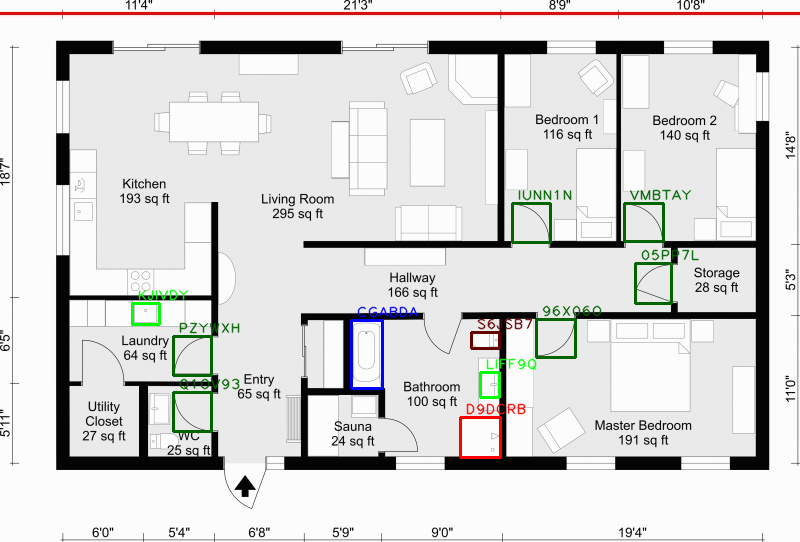 11'4"
21'3"
8'9"
10'8"
18'7"
14'8"
Kitchen
193 sq ft
Living Room
295 sq ft
Bedroom 1
116 sq ft
Bedroom 2
140 sq ft
IUNN1N
VMBTAY
05PP7L
Hallway
166 sq ft
Storage
28 sq ft
5'3"
KJIVDY
CGABDA
S6JSB7
96X06O
PZYWXH
Laundry
64 sq ft
6'5"
LIFF9Q
Entry
65 sq ft
Bathroom
100 sq ft
11'0"
D9DCRB
Utility
Closet
27 sq ft
WC
25 sq ft
Sauna
24 sq ft
Master Bedroom
191 sq ft
5'11"
6'0"
5'4"
6'8"
5'9"
9'0"
19'4"